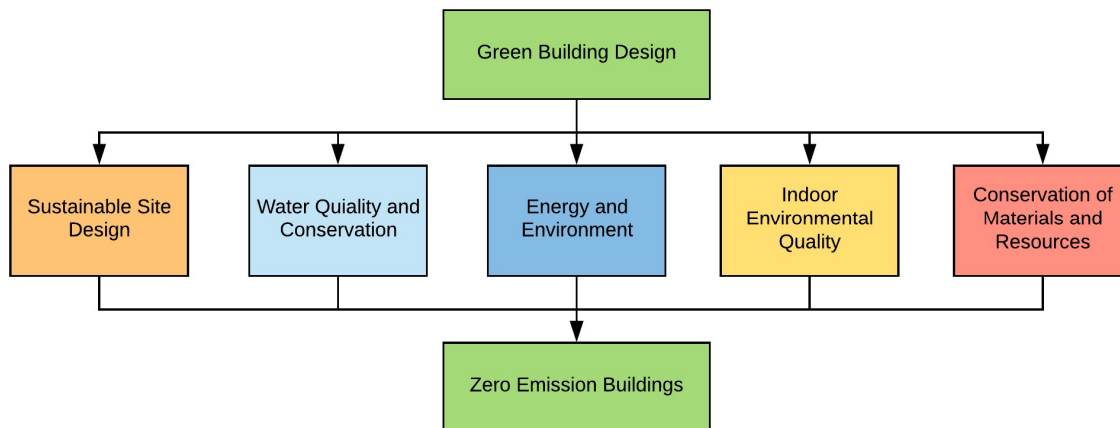 Green Building Design
Sustainable Site
Design
Water Quiality and
Conservation
Energy and
Environment
Indoor
Environmental
Quality
Conservation of
Materials and
Resources
Zero Emission Buildings